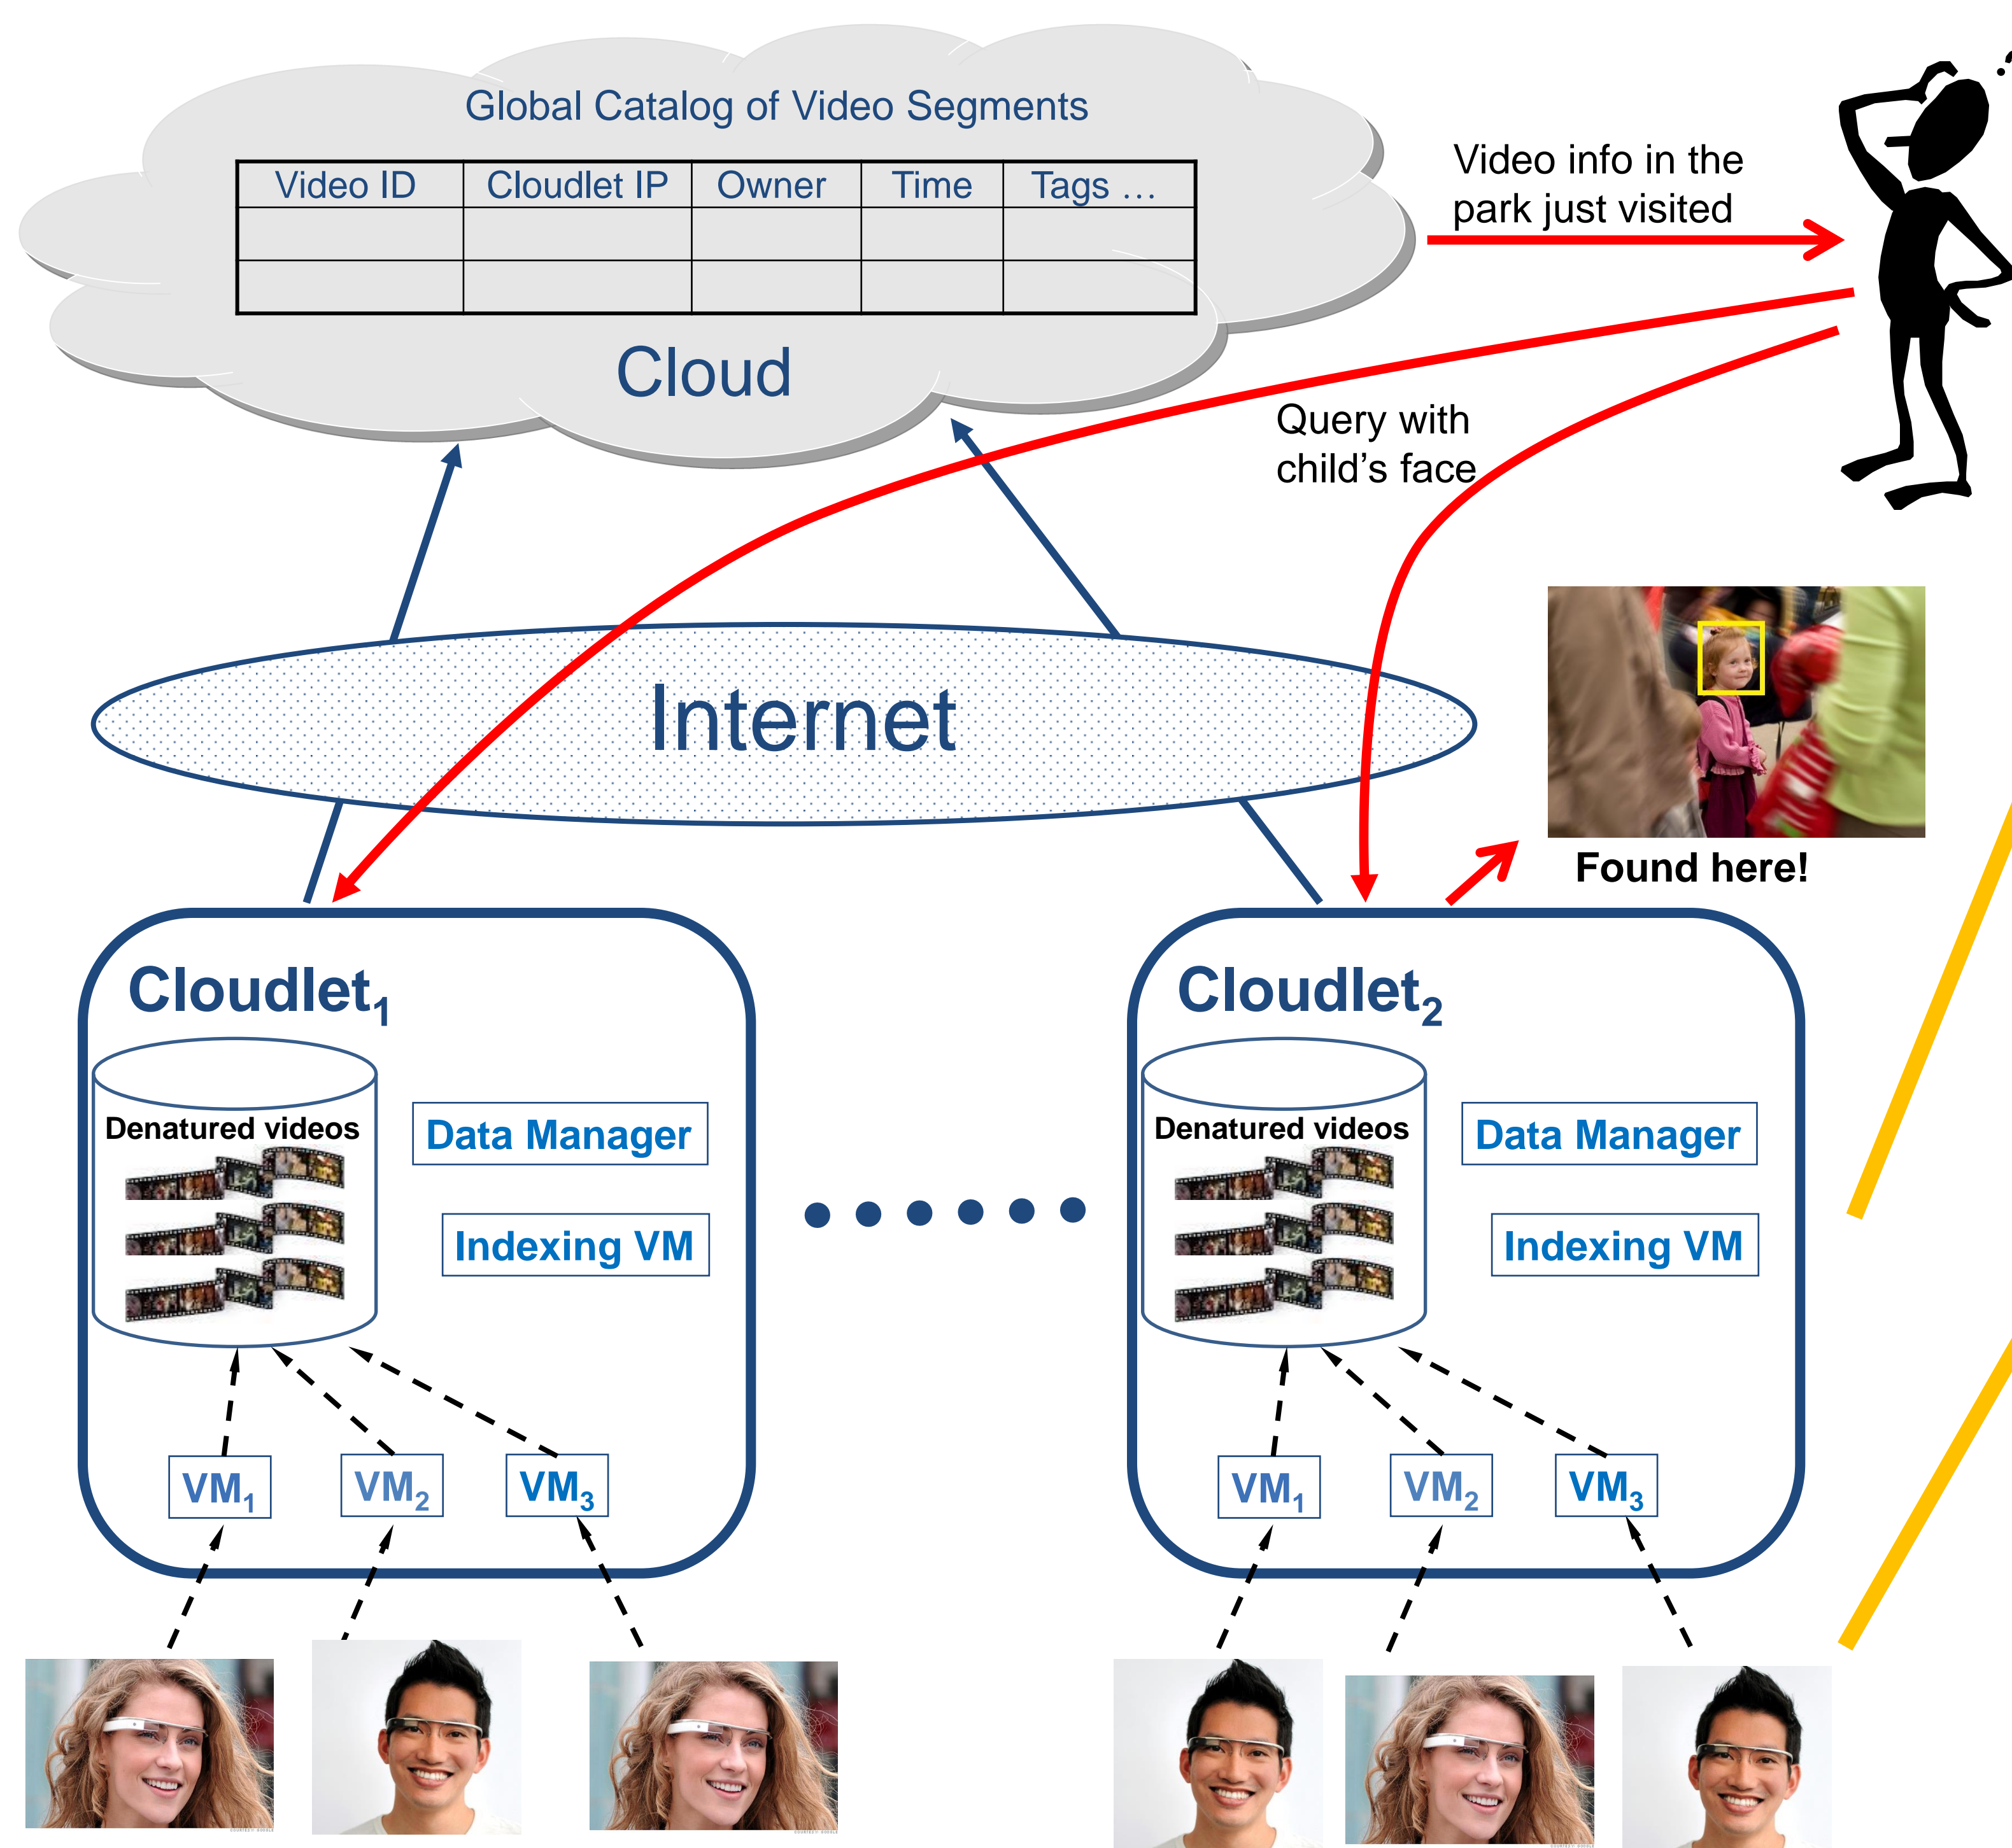 Global Catalog of Video Segments
Video ID Cloudlet IP Owner Time Tags …
Cloud
Video info in the
park just visited
Query with
child's face
Internet
Found here!
Cloudlet1
Denatured videos
Data Manager
Indexing VM
VM1 VM2 VM3
Cloudlet2
Denatured videos
Data Manager
Indexing VM
VM1 VM2 VM3